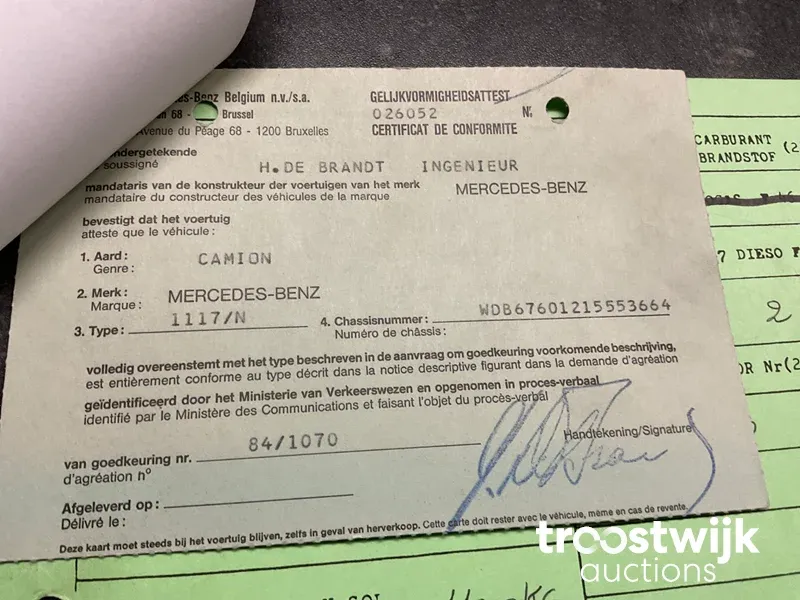 Benz Belgium n.v./s.a. GELIJKVORMIGHEIDSATTEST
68 - Brussel 026052 Nr.
Avenue du Péage 68 - 1200 Bruxelles CERTIFICAT DE CONFORMITE
ondergetekende
soussigné H. DE BRANDT INGENIEUR
mandataris van de konstrukteur der voertuigen van het merk
mandataire du constructeur des véhicules de la marque MERCEDES-BENZ
bevestigt dat het voertuig
atteste que le véhicule :
1. Aard : CAMION
Genre :
2. Merk : MERCEDES-BENZ
Marque :
3. Type : 1117/N 4. Chassisnummer : WDB67601215553664
Numéro de châssis :
volledig overeenstemt met het type beschreven in de aanvraag om goedkeuring voorkomende beschrijving,
est entièrement conforme au type décrit dans la notice descriptive figurant dans la demande d'agréation
geïdentificeerd door het Ministerie van Verkeerswezen en opgenomen in proces-verbaal
identifié par le Ministère des Communications et faisant l'objet du procès-verbal
Handtekening/Signature
van goedkeuring nr. 84/1070
d'agréation n°
Afgeleverd op :
Délivré le :
Deze kaart moet steeds bij het voertuig blijven, zelfs in geval van herverkoop. Cette carte doit rester avec le véhicule, même en cas de revente.
CARBURANT
BRANDSTOF (2
7 DIESO
2
Nr(2
troostwijk
auctions